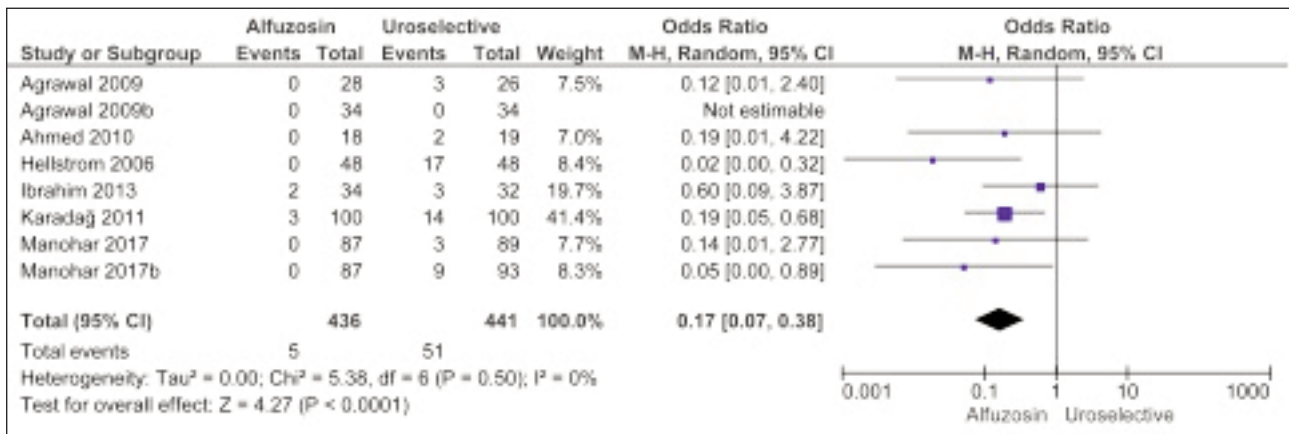 Alfuzosin Uroselective Odds Ratio Odds Ratio
Study or Subgroup Events Total Events Total Weight M-H, Random, 95% CI M-H, Random, 95% CI
Agrawal 2009 0 28 3 26 7.5% 0.12 [0.01, 2.40]
Agrawal 2009b 0 34 0 34 Not estimable
Ahmed 2010 0 18 2 19 7.0% 0.19 [0.01, 4.22]
Hellstrom 2006 0 48 17 48 8.4% 0.02 [0.00, 0.32]
Ibrahim 2013 2 34 3 32 19.7% 0.60 [0.09, 3.87]
Karadağ 2011 3 100 14 100 41.4% 0.19 [0.05, 0.68]
Manohar 2017 0 87 3 89 7.7% 0.14 [0.01, 2.77]
Manohar 2017b 0 87 9 93 8.3% 0.05 [0.00, 0.89]
Total (95% CI) 436 441 100.0% 0.17 [0.07, 0.38]
Total events 5 51
Heterogeneity: Tau² = 0.00; Chi² = 5.38, df = 6 (P = 0.50); I² = 0%
Test for overall effect: Z = 4.27 (P < 0.0001)
0.001 0.1 1 10 1000
Alfuzosin Uroselective